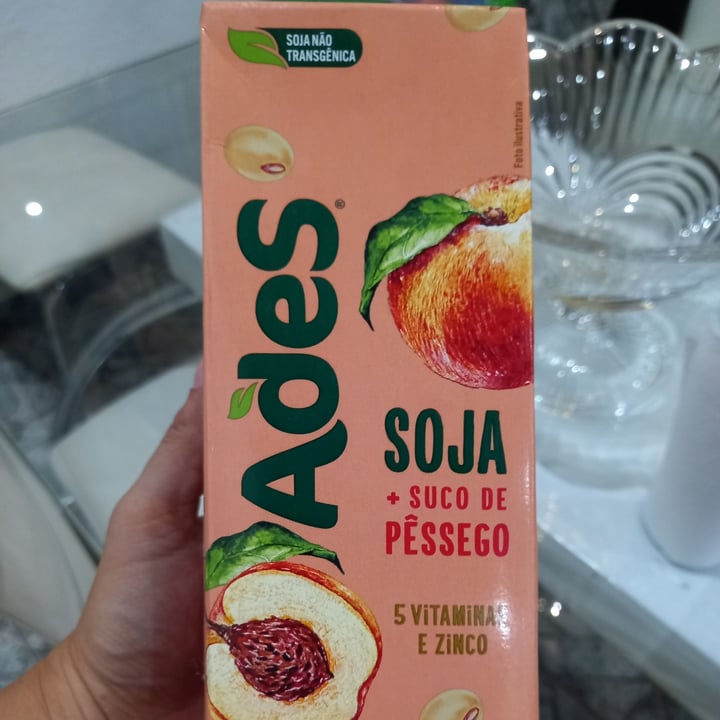 SOJA NÃO
TRANSGÊNICA
Foto ilustrativa
AdeS®
SOJA
+ SUCO DE
PÊSSEGO
5 VITAMINAS
E ZINCO